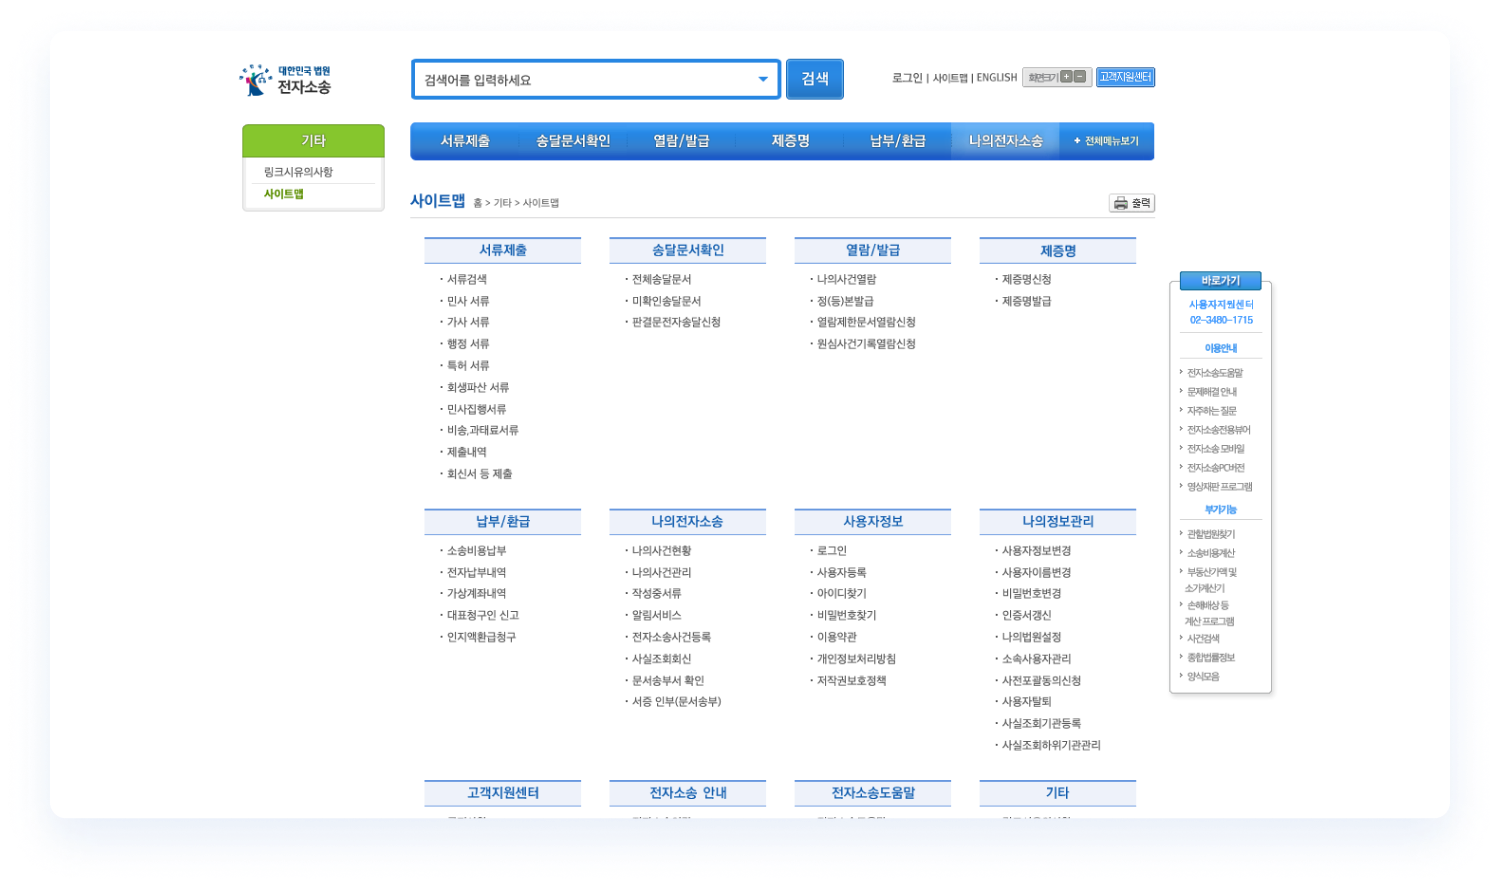 대한민국 법원
전자소송
검색어를 입력하세요
검색
로그인 | 사이트맵 | ENGLISH
화면크기 + -
고객지원센터
기타
링크시유의사항
사이트맵
서류제출 송달문서확인 열람/발급 제증명 납부/환급 나의전자소송 + 전체메뉴보기
사이트맵 홈 > 기타 > 사이트맵
출력
서류제출
· 서류검색
· 민사 서류
· 가사 서류
· 행정 서류
· 특허 서류
· 회생파산 서류
· 민사집행서류
· 비송,과태료서류
· 제출내역
· 회신서 등 제출
송달문서확인
· 전체송달문서
· 미확인송달문서
· 판결문전자송달신청
열람/발급
· 나의사건열람
· 정(등)본발급
· 열람제한문서열람신청
· 원심사건기록열람신청
제증명
· 제증명신청
· 제증명발급
납부/환급
· 소송비용납부
· 전자납부내역
· 가상계좌내역
· 대표청구인 신고
· 인지액환급청구
나의전자소송
· 나의사건현황
· 나의사건관리
· 작성중서류
· 알림서비스
· 전자소송사건등록
· 사실조회회신
· 문서송부서 확인
· 서증 인부(문서송부)
사용자정보
· 로그인
· 사용자등록
· 아이디찾기
· 비밀번호찾기
· 이용약관
· 개인정보처리방침
· 저작권보호정책
나의정보관리
· 사용자정보변경
· 사용자이름변경
· 비밀번호변경
· 인증서갱신
· 나의법원설정
· 소속사용자관리
· 사전포괄동의신청
· 사용자탈퇴
· 사실조회기관등록
· 사실조회하위기관관리
고객지원센터
전자소송 안내
전자소송도움말
기타
바로가기
사용자지원센터
02-3480-1715
이용안내
전자소송도움말
문제해결 안내
자주하는 질문
전자소송전용뷰어
전자소송 모바일
전자소송PC버전
영상재판 프로그램
부가기능
관할법원찾기
소송비용계산
부동산가액 및
소가계산기
손해배상 등
계산 프로그램
사건검색
종합법률정보
양식모음